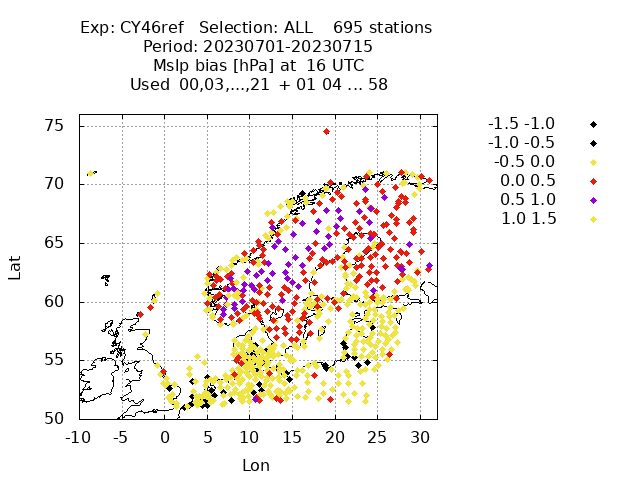 Exp: CY46ref   Selection: ALL    695 stations
Period: 20230701-20230715
Mslp bias [hPa] at  16 UTC
Used  00,03,...,21  + 01 04 ... 58
-1.5 -1.0
-1.0 -0.5
-0.5 0.0
0.0 0.5
0.5 1.0
1.0 1.5
75
70
65
60
55
50
Lat
-10 -5 0 5 10 15 20 25 30
Lon